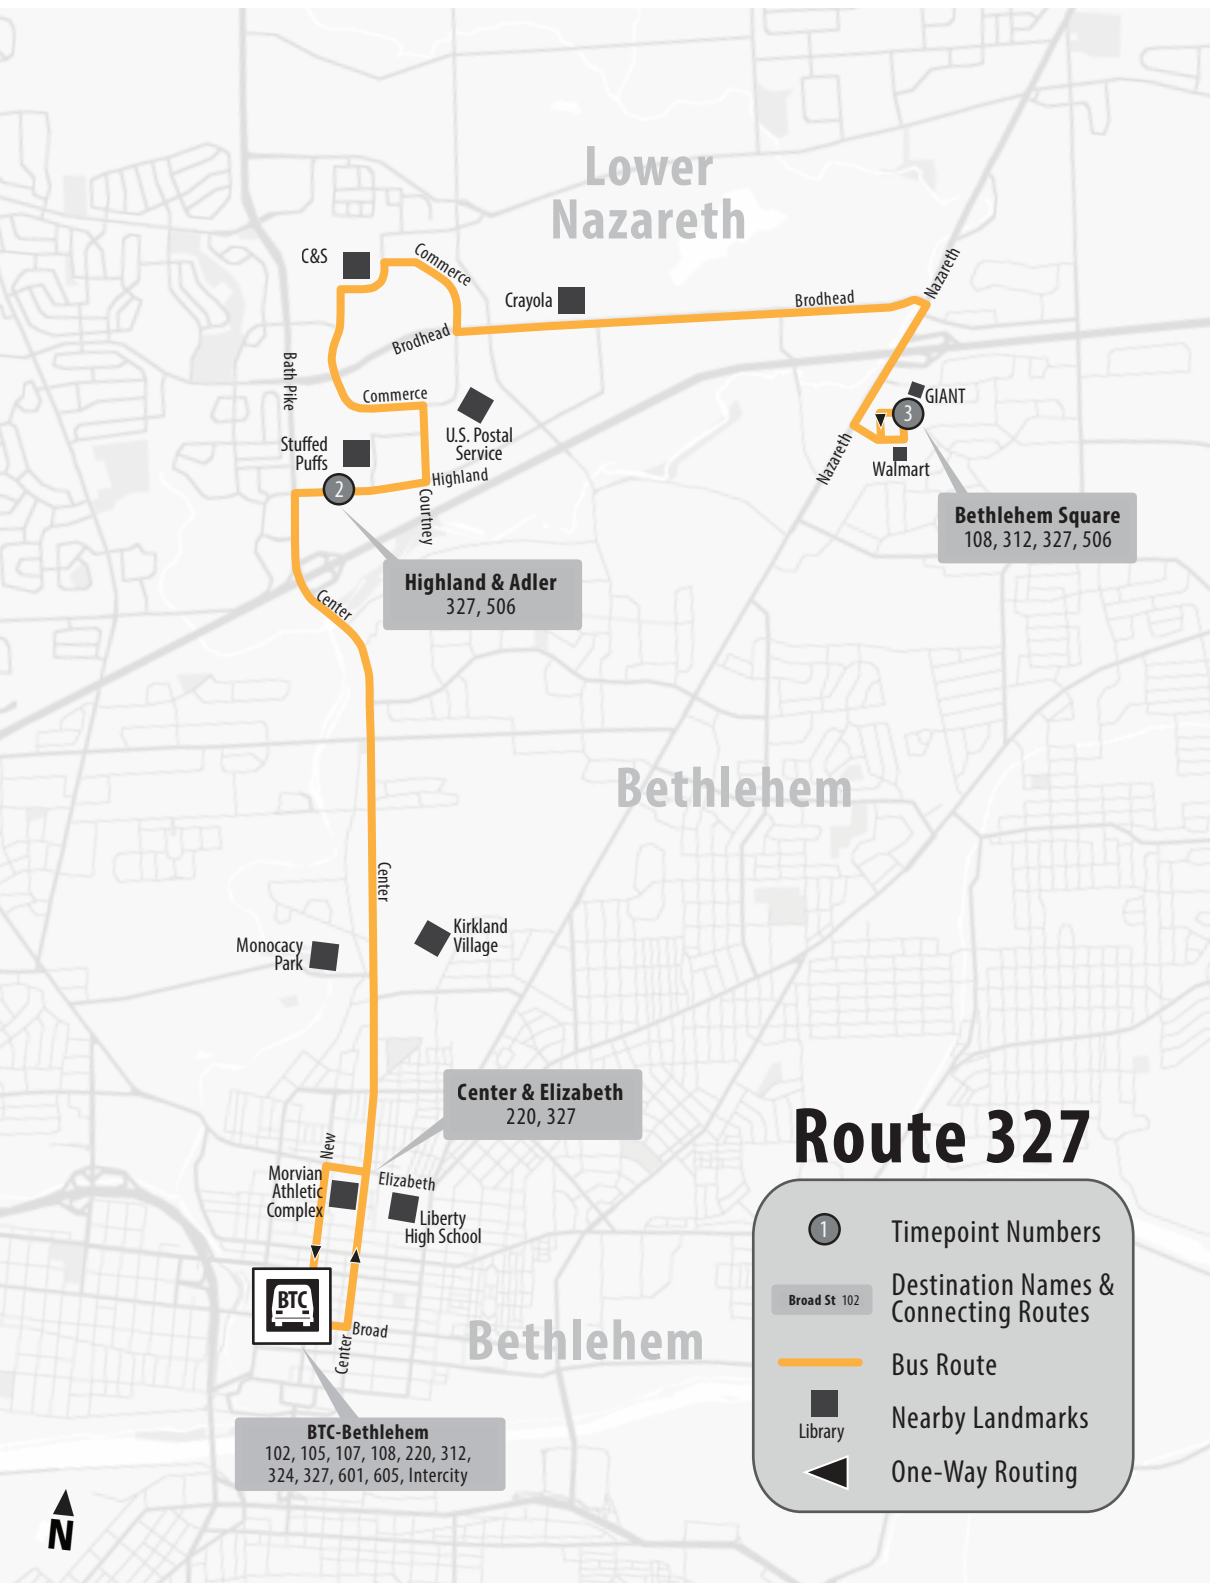 Lower
Nazareth
C&S
Commerce
Crayola
Brodhead
Nazareth
Brodhead
Bath Pike
Commerce
GIANT
3
U.S. Postal
Service
Stuffed
Puffs
Nazareth
Walmart
Highland
2
Courtney
Bethlehem Square
108, 312, 327, 506
Highland & Adler
327, 506
Center
Bethlehem
Center
Kirkland
Village
Monocacy
Park
Center & Elizabeth
220, 327
New
Morvian
Athletic
Complex
Elizabeth
Liberty
High School
BTC
Broad
Center
Bethlehem
BTC-Bethlehem
102, 105, 107, 108, 220, 312,
324, 327, 601, 605, Intercity
N
Route 327
1
Timepoint Numbers
Broad St 102
Destination Names &
Connecting Routes
Bus Route
Library
Nearby Landmarks
One-Way Routing